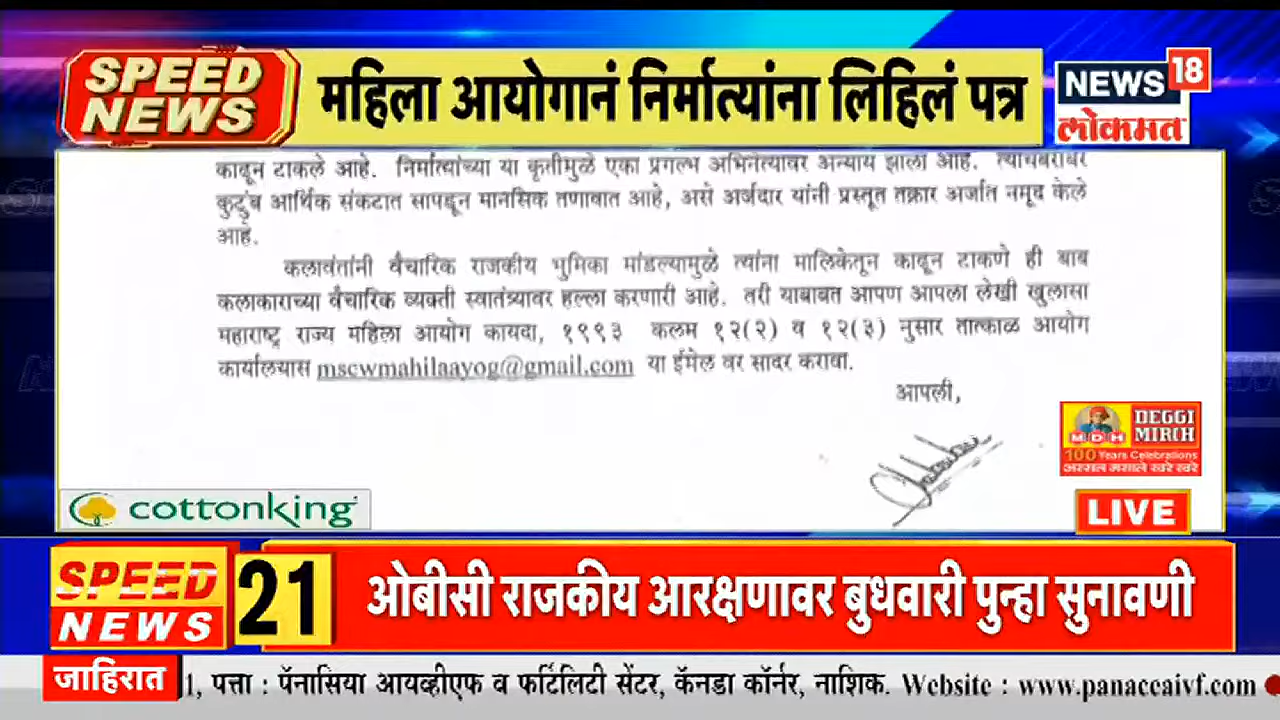 SPEED
NEWS
महिला आयोगानं निर्मात्यांना लिहिलं पत्र
NEWS 18
लोकमत
काढून टाकले आहे. निर्मात्यांच्या या कृतीमुळे एका प्रगल्भ अभिनेत्यावर अन्याय झाला आहे. त्याचबरोबर
कुटुंब आर्थिक संकटात सापडून मानसिक तणावात आहे, असे अर्जदार यांनी प्रस्तूत तक्रार अर्जात नमूद केले
आहे.
कलावंतांनी वैचारिक राजकीय भुमिका मांडल्यामुळे त्यांना मालिकेतून काढून टाकणे ही बाब
कलाकाराच्या वैचारिक व्यक्ती स्वातंत्र्यावर हल्ला करणारी आहे. तरी याबाबत आपण आपला लेखी खुलासा
महाराष्ट्र राज्य महिला आयोग कायदा, १९९३ कलम १२(२) व १२(३) नुसार तात्काळ आयोग
कार्यालयास mscwmahilaayog@gmail.com या ईमेल वर सादर करावा.
आपली,
MDH
DEGGI
MIRCH
100 Years Celebrations
असली मसाले खरे खरे
cottonking
LIVE
SPEED
NEWS
21
ओबीसी राजकीय आरक्षणावर बुधवारी पुन्हा सुनावणी
जाहिरात
1, पत्ता : पॅनासिया आयव्हीएफ व फर्टिलिटी सेंटर, कॅनडा कॉर्नर, नाशिक. Website : www.panaceaivf.com